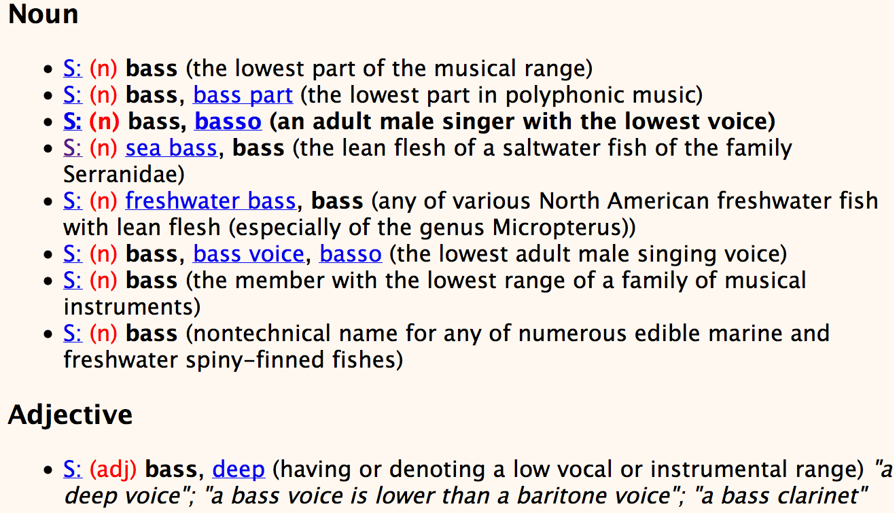 Noun
• S: (n) bass (the lowest part of the musical range)
• S: (n) bass, bass part (the lowest part in polyphonic music)
• S: (n) bass, basso (an adult male singer with the lowest voice)
• S: (n) sea bass, bass (the lean flesh of a saltwater fish of the family
Serranidae)
• S: (n) freshwater bass, bass (any of various North American freshwater fish
with lean flesh (especially of the genus Micropterus))
• S: (n) bass, bass voice, basso (the lowest adult male singing voice)
• S: (n) bass (the member with the lowest range of a family of musical
instruments)
• S: (n) bass (nontechnical name for any of numerous edible marine and
freshwater spiny-finned fishes)
Adjective
• S: (adj) bass, deep (having or denoting a low vocal or instrumental range) "a
deep voice"; "a bass voice is lower than a baritone voice"; "a bass clarinet"